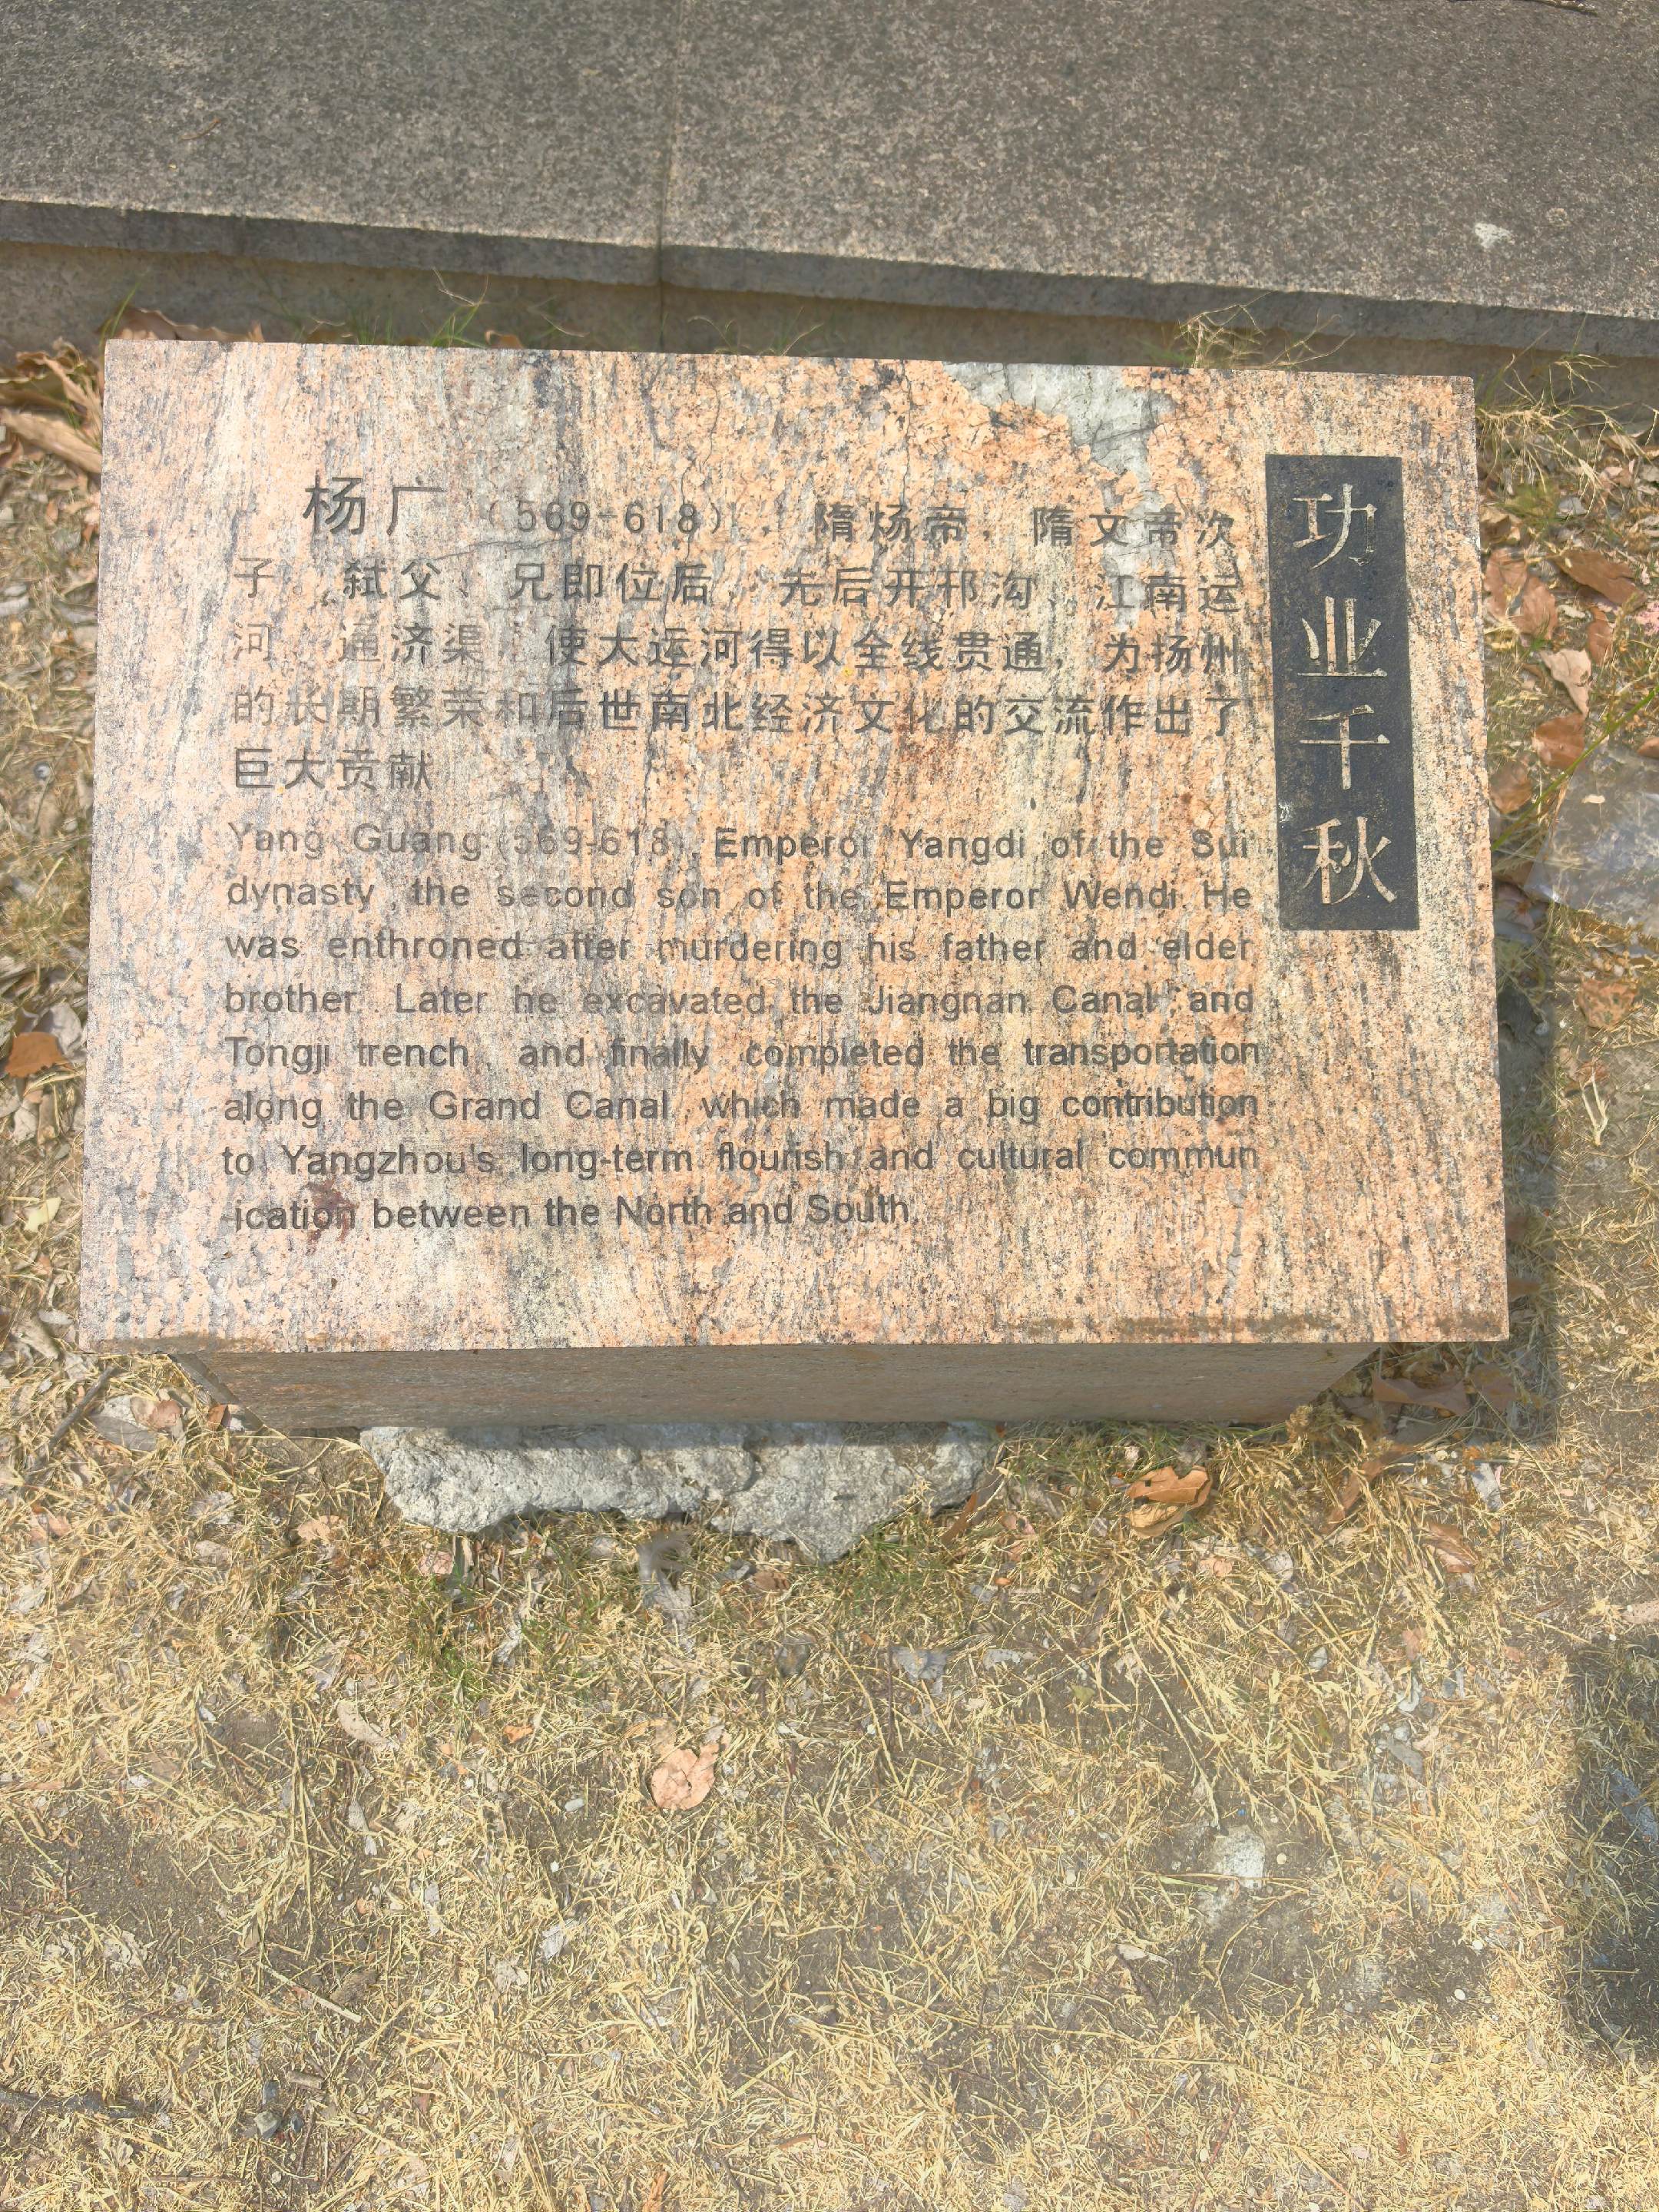 功业千秋
杨广（569-618），隋炀帝，隋文帝次
子，弑父、兄即位后，先后开邗沟、江南运
河、通济渠，使大运河得以全线贯通，为扬州
的长期繁荣和后世南北经济文化的交流作出了
巨大贡献
Yang Guang (569-618), Emperor Yangdi of the Sui
dynasty, the second son of the Emperor Wendi. He
was enthroned after murdering his father and elder
brother. Later he excavated the Jiangnan Canal, and
Tongji trench, and finally completed the transportation
along the Grand Canal, which made a big contribution
to Yangzhou's long-term flourish and cultural commun
-ication between the North and South.